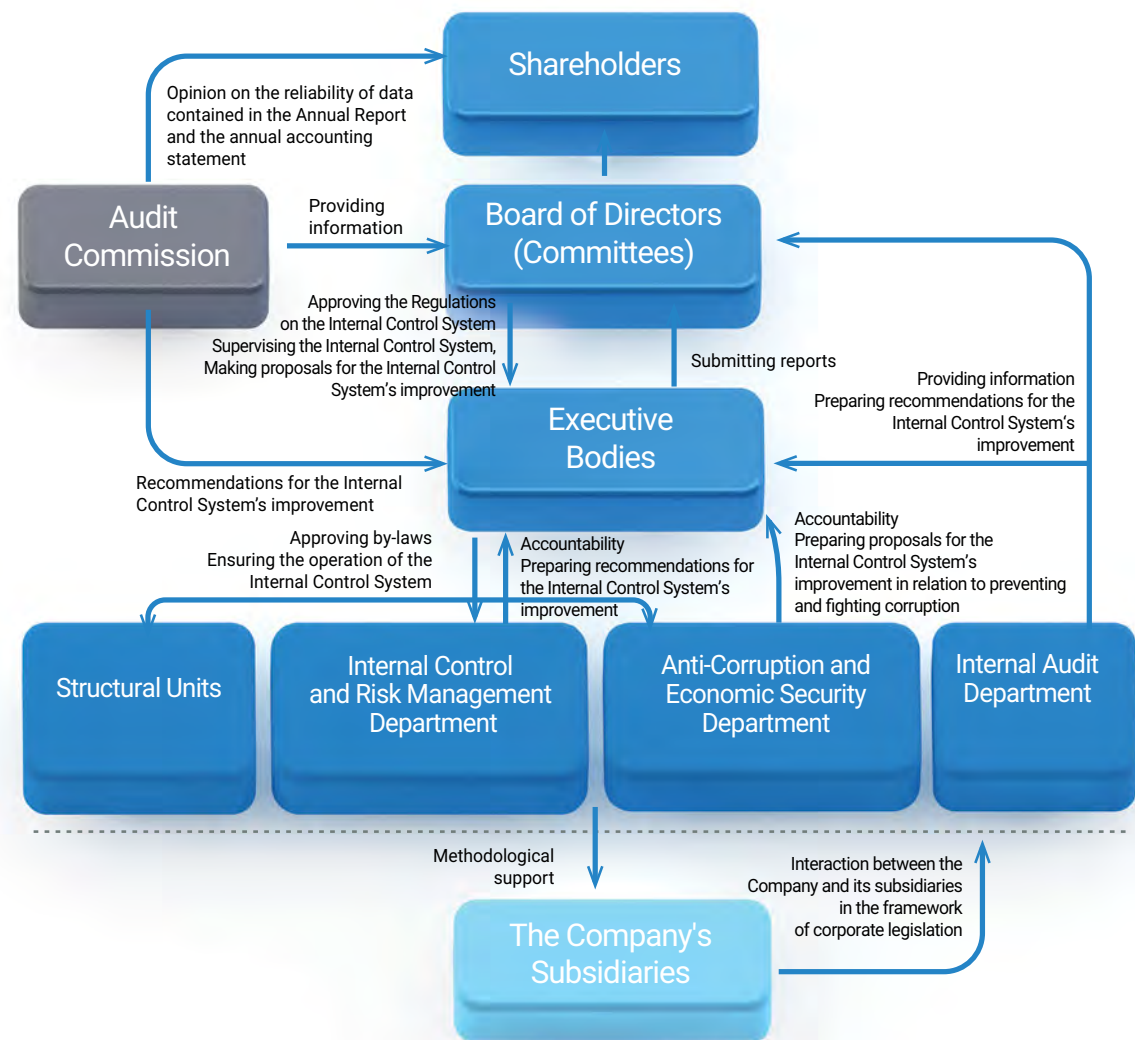 Shareholders
Opinion on the reliability of data
contained in the Annual Report
and the annual accounting
statement
Audit
Commission
Providing
information
Board of Directors
(Committees)
Approving the Regulations
on the Internal Control System
Supervising the Internal Control System,
Making proposals for the Internal Control
System's improvement
Submitting reports
Providing information
Preparing recommendations for the
Internal Control System's
improvement
Executive
Bodies
Recommendations for the Internal
Control System's improvement
Approving by-laws
Ensuring the operation of the
Internal Control System
Accountability
Preparing recommendations for
the Internal Control System's
improvement
Accountability
Preparing proposals for the
Internal Control System's
improvement in relation to preventing
and fighting corruption
Structural Units
Internal Control
and Risk Management
Department
Anti-Corruption and
Economic Security
Department
Internal Audit
Department
Methodological
support
Interaction between the
Company and its subsidiaries
in the framework
of corporate legislation
The Company's
Subsidiaries